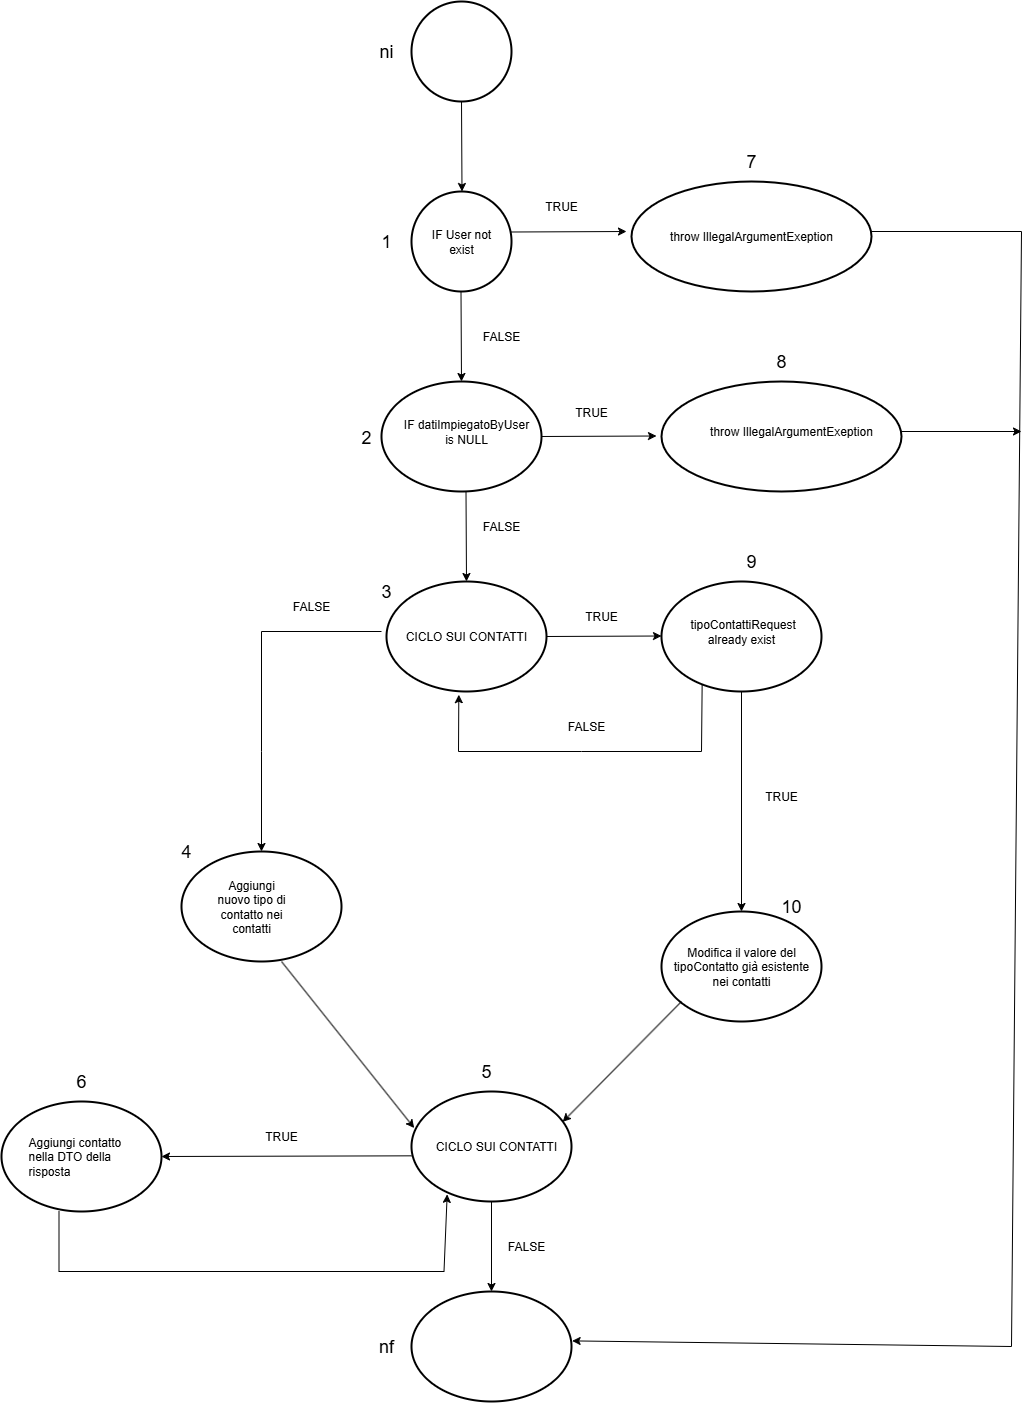 ni
7
TRUE
1
IF User not
exist
throw IllegalArgumentExeption
FALSE
8
TRUE
2
IF datiImpiegatoByUser
is NULL
throw IllegalArgumentExeption
FALSE
9
3
FALSE
TRUE
CICLO SUI CONTATTI
tipoContattiRequest
already exist
FALSE
TRUE
4
Aggiungi
nuovo tipo di
contatto nei
contatti
10
Modifica il valore del
tipoContatto già esistente
nei contatti
5
6
TRUE
CICLO SUI CONTATTI
Aggiungi contatto
nella DTO della
risposta
FALSE
nf